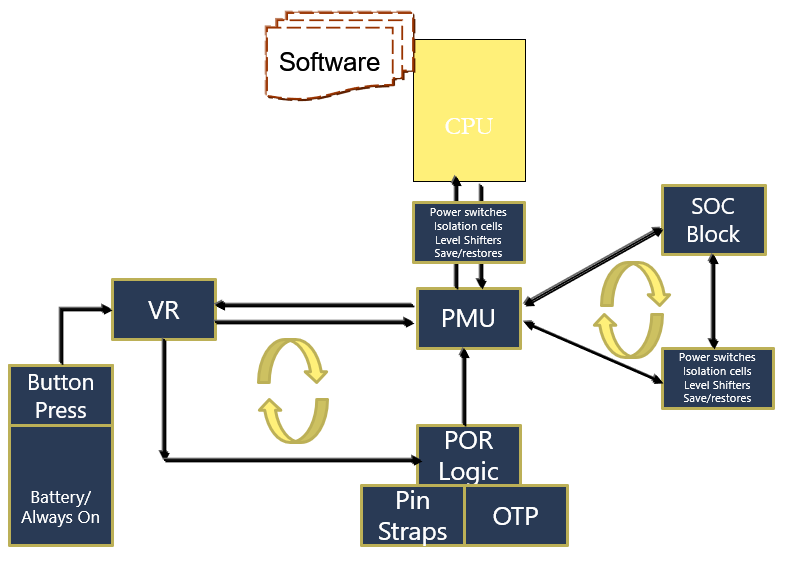 Software
CPU
Power switches
Isolation cells
Level Shifters
Save/restores
SOC
Block
VR
PMU
Power switches
Isolation cells
Level Shifters
Save/restores
Button
Press
Battery/
Always On
POR
Logic
Pin
Straps
OTP